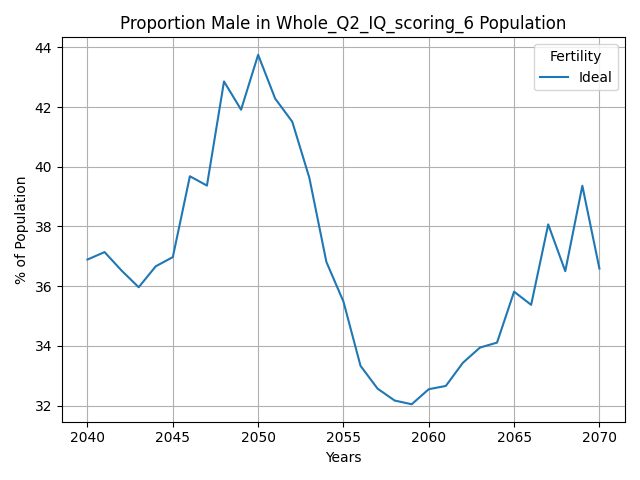 Proportion Male in Whole_Q2_IQ_scoring_6 Population
Fertility
Ideal
% of Population
44
42
40
38
36
34
32
2040 2045 2050 2055 2060 2065 2070
Years